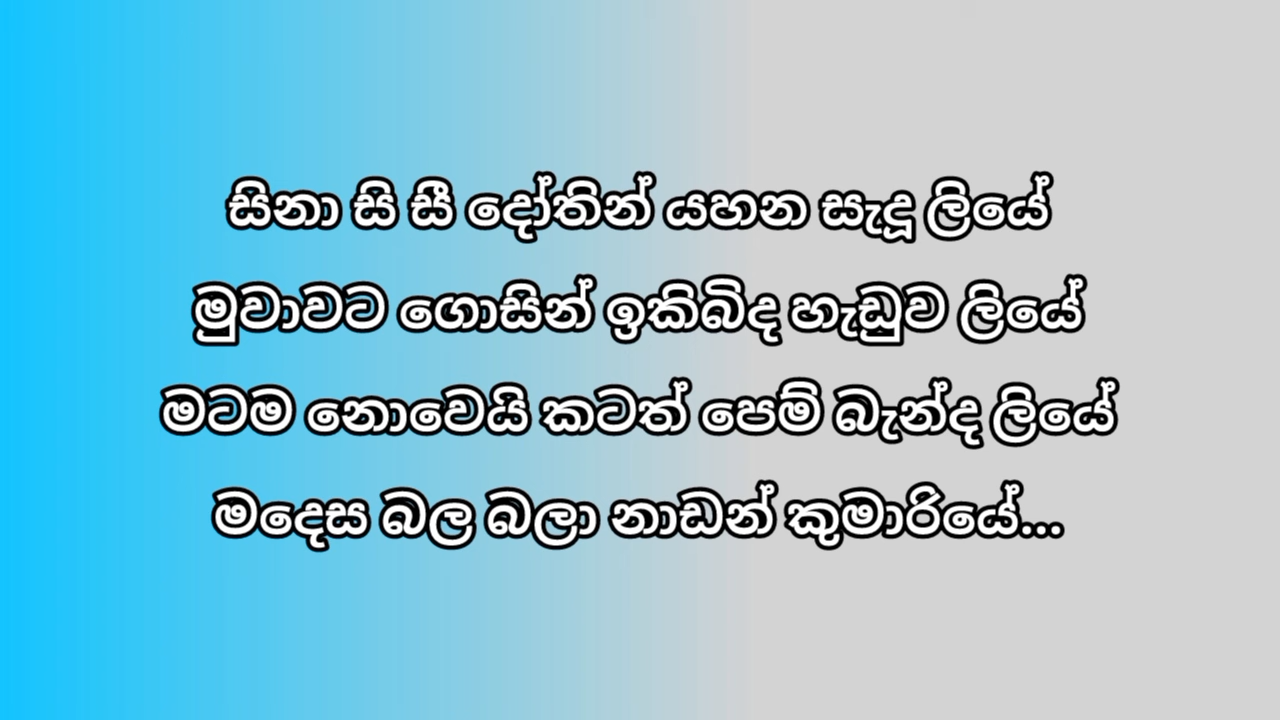 සිනා සි සී දෝතින් යහන සැදූ ලියේ
මුවාවට ගොසින් ඉකිබිඳ හැඩුව ලියේ
මටම නොවෙයි කටත් පෙම් බැන්ද ලියේ
මදෙස බල බලා නාඩන් කුමාරියේ...